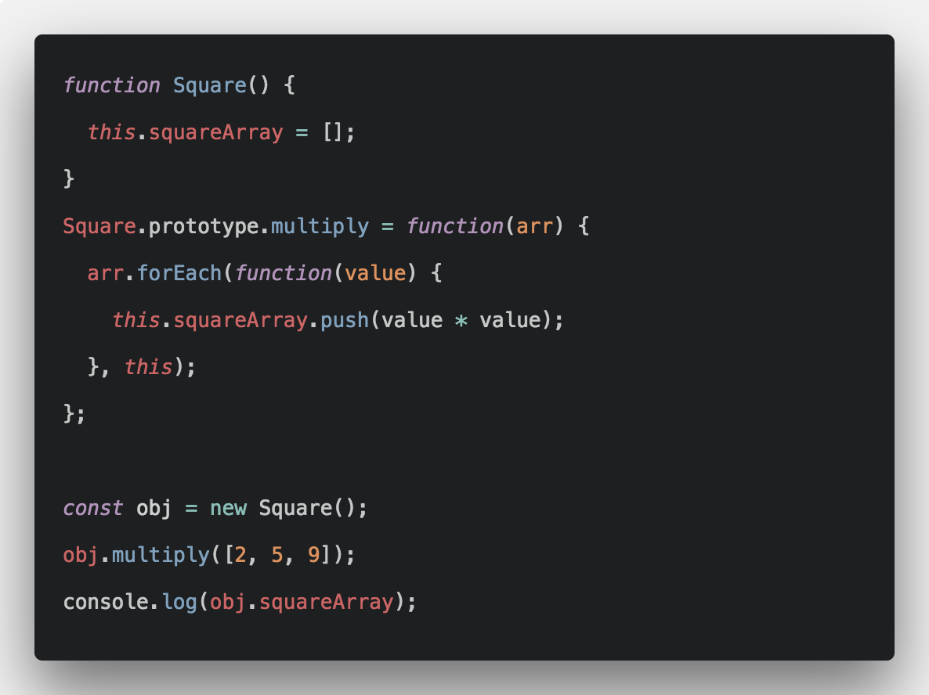 function Square() {
  this.squareArray = [];
}
Square.prototype.multiply = function(arr) {
  arr.forEach(function(value) {
    this.squareArray.push(value * value);
  }, this);
};

const obj = new Square();
obj.multiply([2, 5, 9]);
console.log(obj.squareArray);